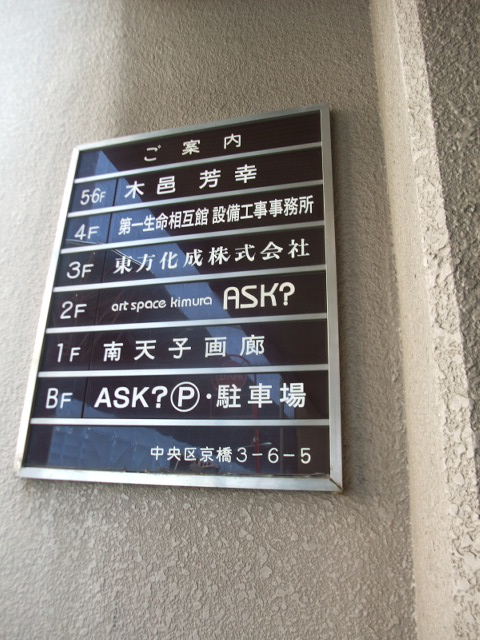 ご案内
5·6F 木邑 芳幸
4F 第一生命相互館 設備工事事務所
3F 東方化成株式会社
2F art space kimura ASK?
1F 南天子画廊
BF ASK? Ⓟ・駐車場
中央区京橋3-6-5